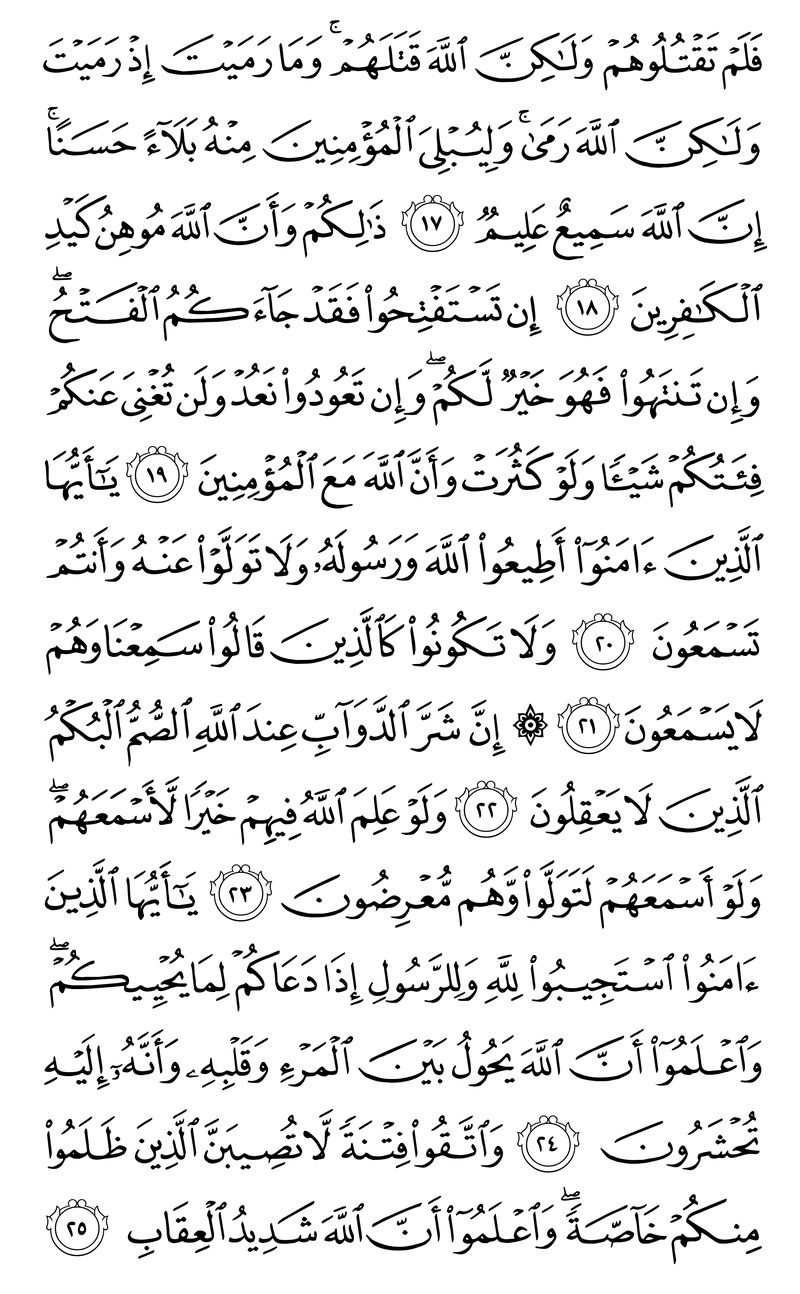 فَلَمْ تَقْتُلُوهُمْ وَلَٰكِنَّ ٱللَّهَ قَتَلَهُمْ ۚ وَمَا رَمَيْتَ إِذْ رَمَيْتَ
وَلَٰكِنَّ ٱللَّهَ رَمَىٰ ۚ وَلِيُبْلِىَ ٱلْمُؤْمِنِينَ مِنْهُ بَلَآءً حَسَنًا ۚ
إِنَّ ٱللَّهَ سَمِيعٌ عَلِيمٌ ١٧ ذَٰلِكُمْ وَأَنَّ ٱللَّهَ مُوهِنُ كَيْدِ
ٱلْكَٰفِرِينَ ١٨ إِن تَسْتَفْتِحُوا۟ فَقَدْ جَآءَكُمُ ٱلْفَتْحُ ۖ
وَإِن تَنتَهُوا۟ فَهُوَ خَيْرٌ لَّكُمْ ۖ وَإِن تَعُودُوا۟ نَعُدْ وَلَن تُغْنِىَ عَنكُمْ
فِئَتُكُمْ شَيْـًٔا وَلَوْ كَثُرَتْ وَأَنَّ ٱللَّهَ مَعَ ٱلْمُؤْمِنِينَ ١٩ يَٰٓأَيُّهَا
ٱلَّذِينَ ءَامَنُوٓا۟ أَطِيعُوا۟ ٱللَّهَ وَرَسُولَهُۥ وَلَا تَوَلَّوْا۟ عَنْهُ وَأَنتُمْ
تَسْمَعُونَ ٢٠ وَلَا تَكُونُوا۟ كَٱلَّذِينَ قَالُوا۟ سَمِعْنَا وَهُمْ
لَا يَسْمَعُونَ ٢١ ۞ إِنَّ شَرَّ ٱلدَّوَآبِّ عِندَ ٱللَّهِ ٱلصُّمُّ ٱلْبُكْمُ
ٱلَّذِينَ لَا يَعْقِلُونَ ٢٢ وَلَوْ عَلِمَ ٱللَّهُ فِيهِمْ خَيْرًا لَّأَسْمَعَهُمْ ۖ
وَلَوْ أَسْمَعَهُمْ لَتَوَلَّوا۟ وَّهُم مُّعْرِضُونَ ٢٣ يَٰٓأَيُّهَا ٱلَّذِينَ
ءَامَنُوا۟ ٱسْتَجِيبُوا۟ لِلَّهِ وَلِلرَّسُولِ إِذَا دَعَاكُمْ لِمَا يُحْيِيكُمْ ۖ
وَٱعْلَمُوٓا۟ أَنَّ ٱللَّهَ يَحُولُ بَيْنَ ٱلْمَرْءِ وَقَلْبِهِۦ وَأَنَّهُۥٓ إِلَيْهِ
تُحْشَرُونَ ٢٤ وَٱتَّقُوا۟ فِتْنَةً لَّا تُصِيبَنَّ ٱلَّذِينَ ظَلَمُوا۟
مِنكُمْ خَآصَّةً ۖ وَٱعْلَمُوٓا۟ أَنَّ ٱللَّهَ شَدِيدُ ٱلْعِقَابِ ٢٥